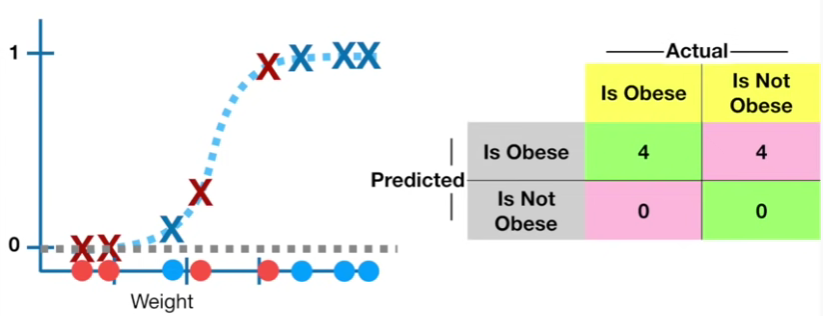 1
0
Weight
Actual
Is Obese
Is Not
Obese
Predicted
Is Obese
4
4
Is Not
Obese
0
0